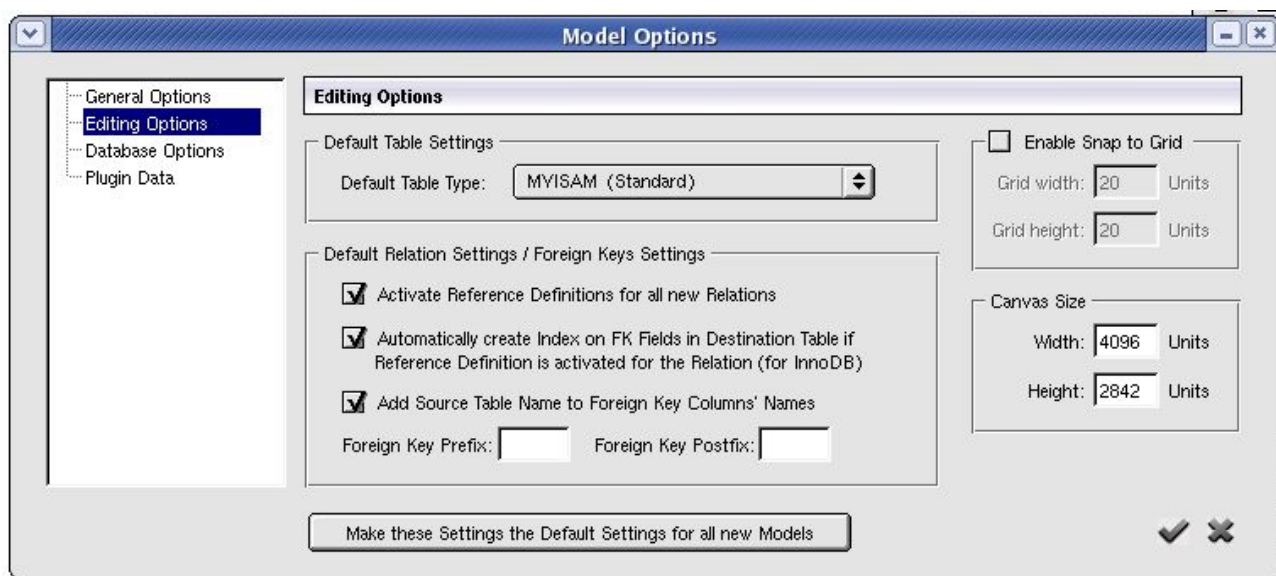 Model Options
General Options
Editing Options
Database Options
Plugin Data
Editing Options
Default Table Settings
Default Table Type: MVISAM (Standard)
Default Relation Settings / Foreign Keys Settings
Activate Reference Definitions for all new Relations
Automatically create Index on FK Fields in Destination Table if
Reference Definition is activated for the Relation (for InnoDB)
Add Source Table Name to Foreign Key Columns' Names
Foreign Key Prefix: Foreign Key Postfix:
Enable Snap to Grid
Grid width: 20 Units
Grid height: 20 Units
Canvas Size
Width: 4096 Units
Height: 2842 Units
Make these Settings the Default Settings for all new Models